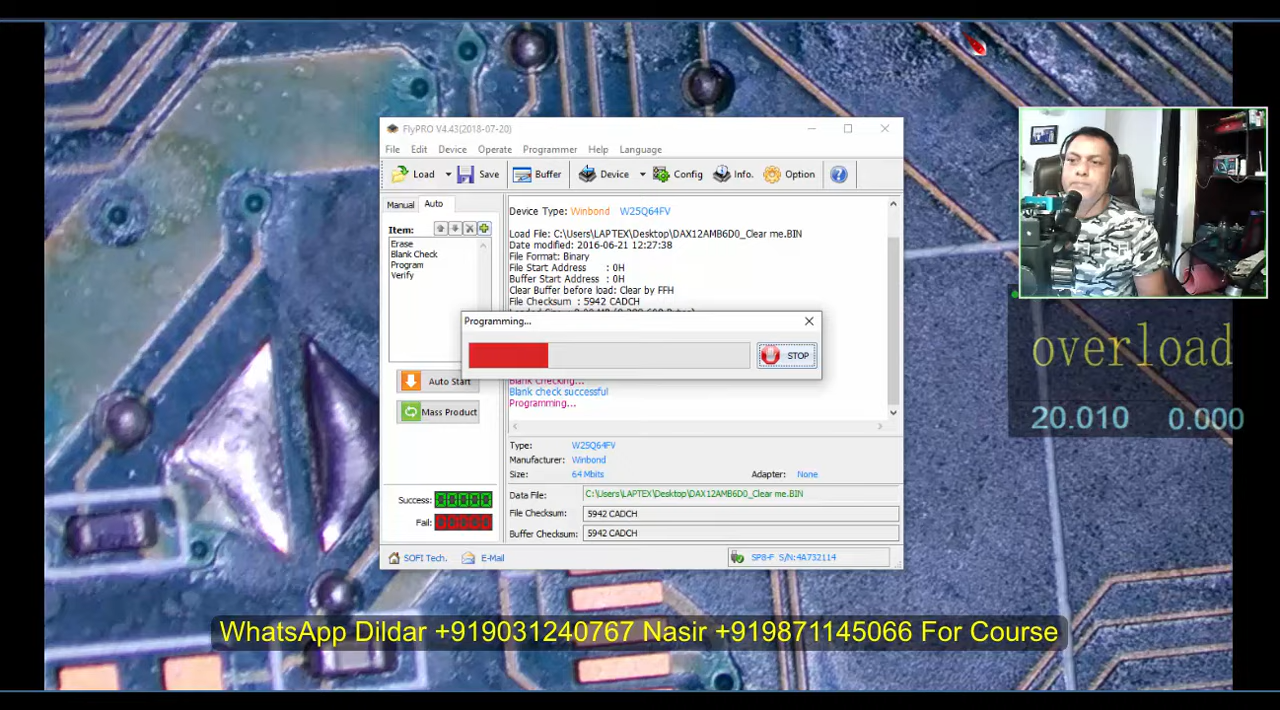 FlyPRO V4.43(2018-07-20)
File Edit Device Operate Programmer Help Language
Load Save Buffer Device Config Info. Option
Manual Auto
Item:
Erase
Blank Check
Program
Verify
Auto Start
Mass Product
Success:
Fail:
Device Type: Winbond W25Q64FV
Load File: C:\Users\LAPTEX\Desktop\DAX12AMB6D0_Clear me.BIN
Date modified: 2016-06-21 12:27:38
File Format: Binary
File Start Address : 0H
Buffer Start Address : 0H
Clear Buffer before load: Clear by FFH
File Checksum : 5942 CADCH
Programming...
STOP
Blank Checking...
Blank check successful
Programming...
Type: W25Q64FV
Manufacturer: Winbond
Size: 64 Mbits Adapter: None
Data File: C:\Users\LAPTEX\Desktop\DAX12AMB6D0_Clear me.BIN
File Checksum: 5942 CADCH
Buffer Checksum: 5942 CADCH
SOFI Tech. E-Mail SP8-F S/N:4A732114
overload
20.010 0.000
WhatsApp Dildar +919031240767 Nasir +919871145066 For Course